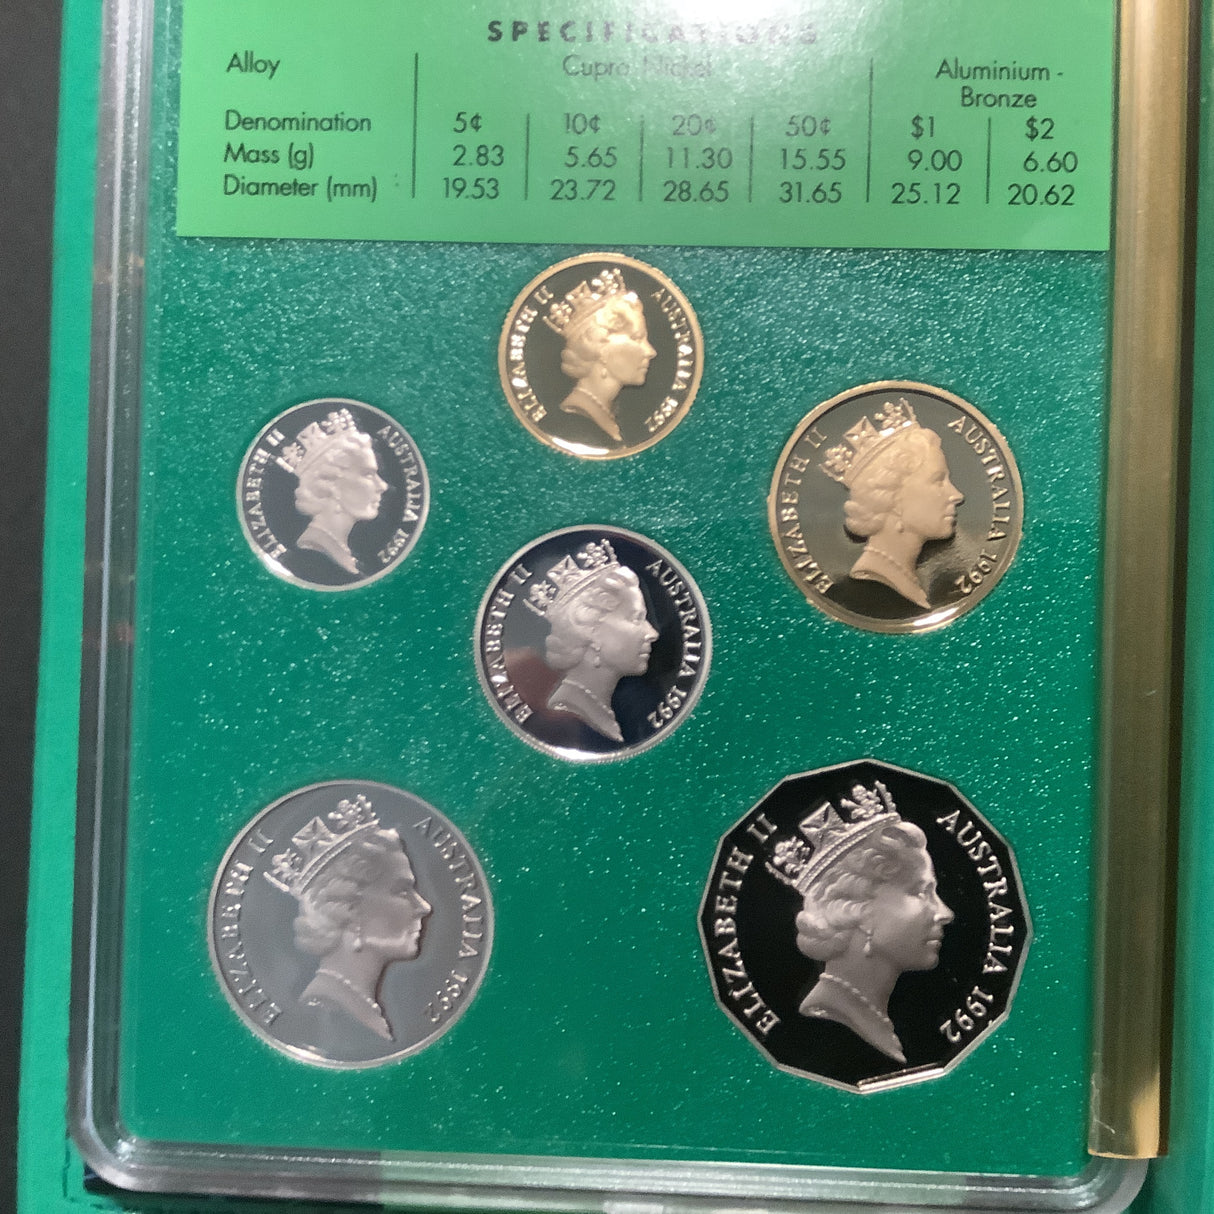 SPECIFICATIONS
Alloy Cupro-Nickel Aluminium -
Bronze
Denomination 5¢ 10¢ 20¢ 50¢ $1 $2
Mass (g) 2.83 5.65 11.30 15.55 9.00 6.60
Diameter (mm) 19.53 23.72 28.65 31.65 25.12 20.62
ELIZABETH II AUSTRALIA 1992
ELIZABETH II AUSTRALIA 1992
ELIZABETH II AUSTRALIA 1992
ELIZABETH II AUSTRALIA 1992
ELIZABETH II AUSTRALIA 1992
ELIZABETH II AUSTRALIA 1992